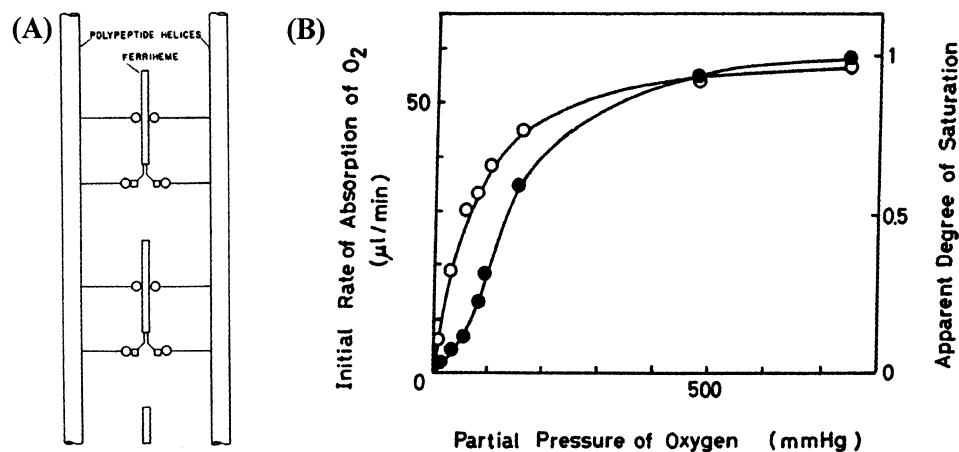 (A)
POLYPEPTIDE HELICES
FERRIHEME
(B)
Initial Rate of Absorption of O2
(μl/min)
50
0
500
1
0.5
0
Apparent Degree of Saturation
Partial Pressure of Oxygen (mmHg)